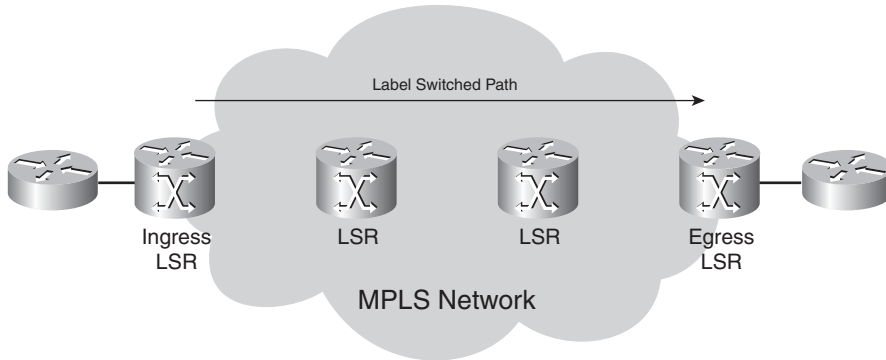 Label Switched Path
Ingress
LSR
LSR
LSR
Egress
LSR
MPLS Network